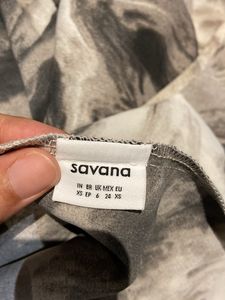 savana
IN BR UK MEX EU
XS EP 6 24 XS